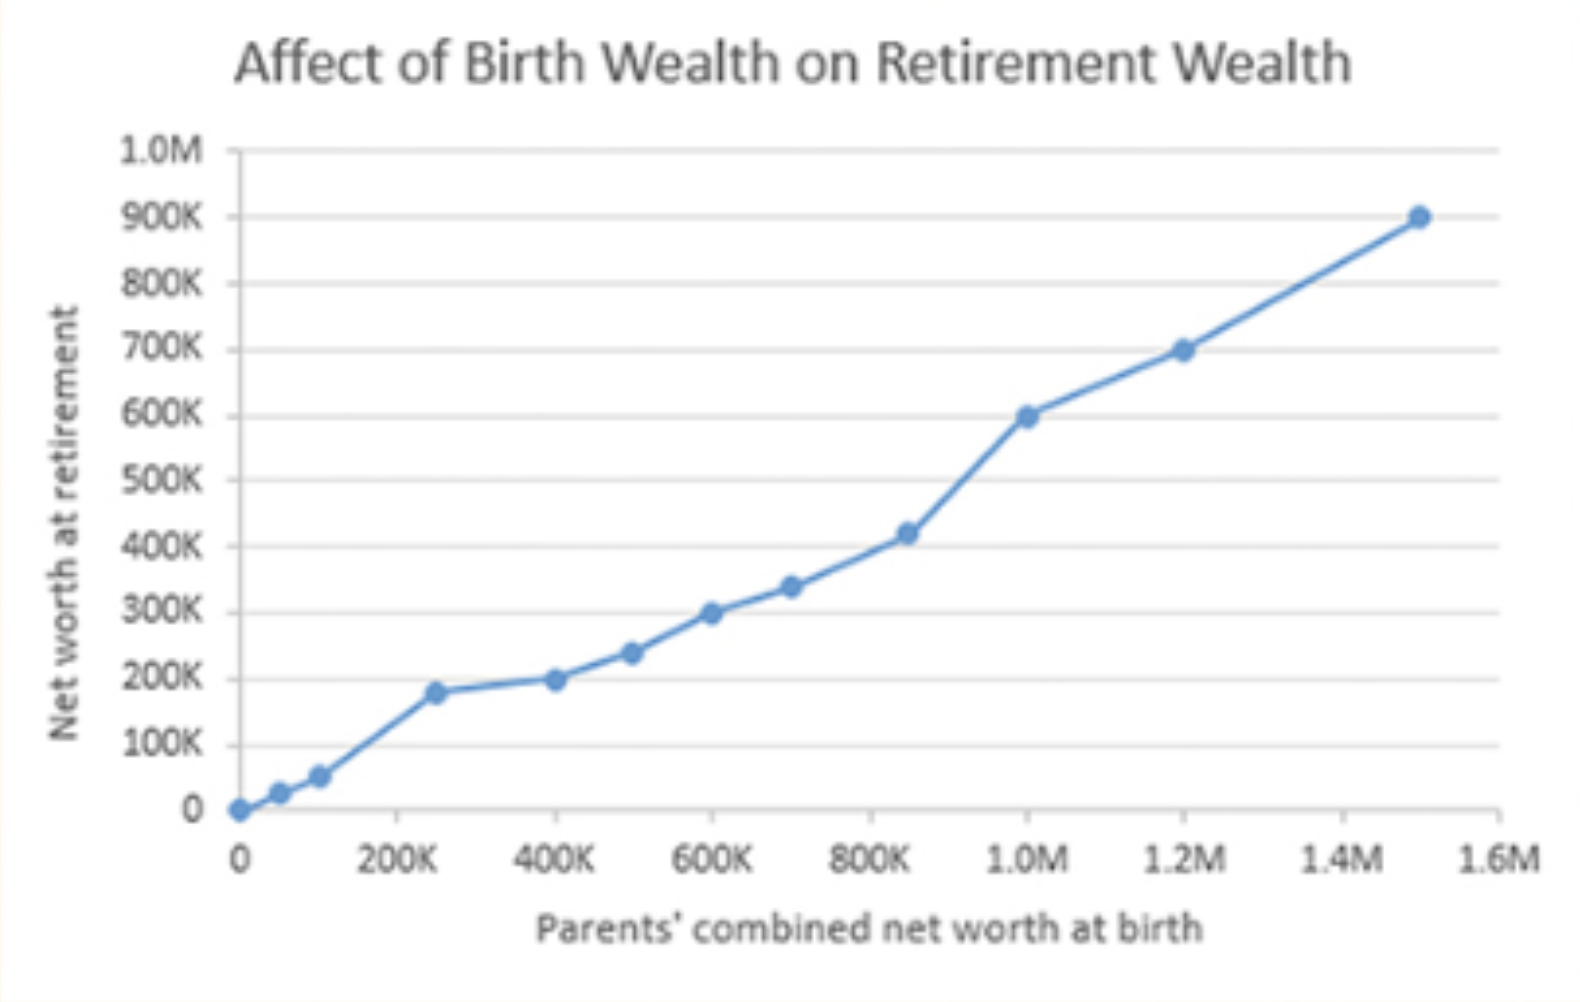 Affect of Birth Wealth on Retirement Wealth
1.0M
900K
800K
700K
600K
500K
400K
300K
200K
100K
0
Net worth at retirement
0 200K 400K 600K 800K 1.0M 1.2M 1.4M 1.6M
Parents' combined net worth at birth